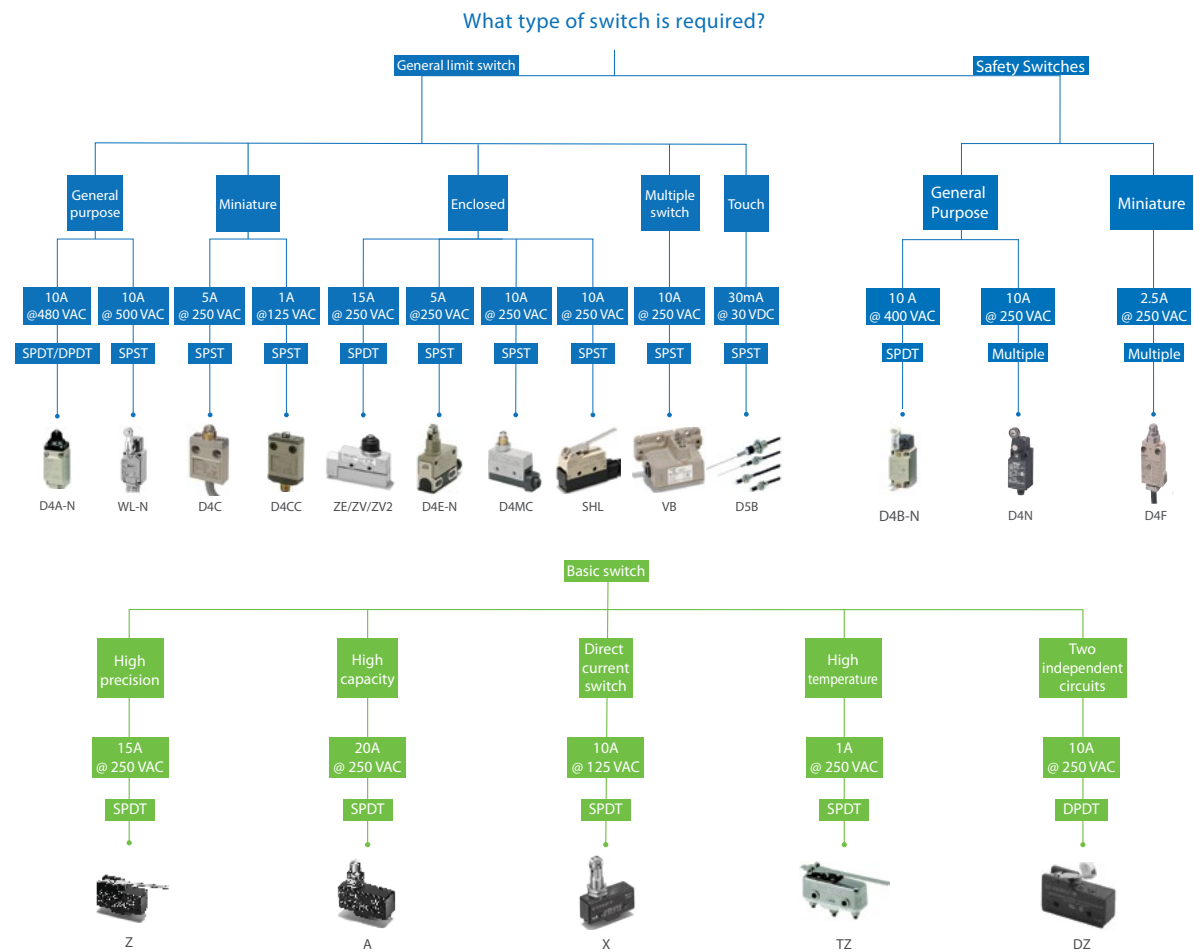 What type of switch is required?
General limit switch
Safety Switches
General
purpose
Miniature
Enclosed
Multiple
switch
Touch
General
Purpose
Miniature
10A
@480 VAC
10A
@ 500 VAC
5A
@ 250 VAC
1A
@125 VAC
15A
@ 250 VAC
5A
@250 VAC
10A
@ 250 VAC
10A
@ 250 VAC
10A
@ 250 VAC
30mA
@ 30 VDC
10 A
@ 400 VAC
10A
@ 250 VAC
2.5A
@ 250 VAC
SPDT/DPDT
SPST
SPST
SPST
SPDT
SPST
SPST
SPST
SPST
SPST
SPDT
Multiple
Multiple
D4A-N
WL-N
D4C
D4CC
ZE/ZV/ZV2
D4E-N
D4MC
SHL
VB
D5B
D4B-N
D4N
D4F
Basic switch
High
precision
High
capacity
Direct
current
switch
High
temperature
Two
independent
circuits
15A
@ 250 VAC
20A
@ 250 VAC
10A
@ 125 VAC
1A
@ 250 VAC
10A
@ 250 VAC
SPDT
SPDT
SPDT
SPDT
DPDT
Z
A
X
TZ
DZ